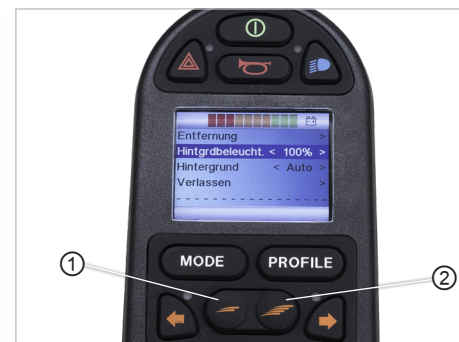 Entfernung >
Hintgrdbeleucht. < 100% >
Hintergrund < Auto >
Verlassen >
MODE PROFILE
1 2